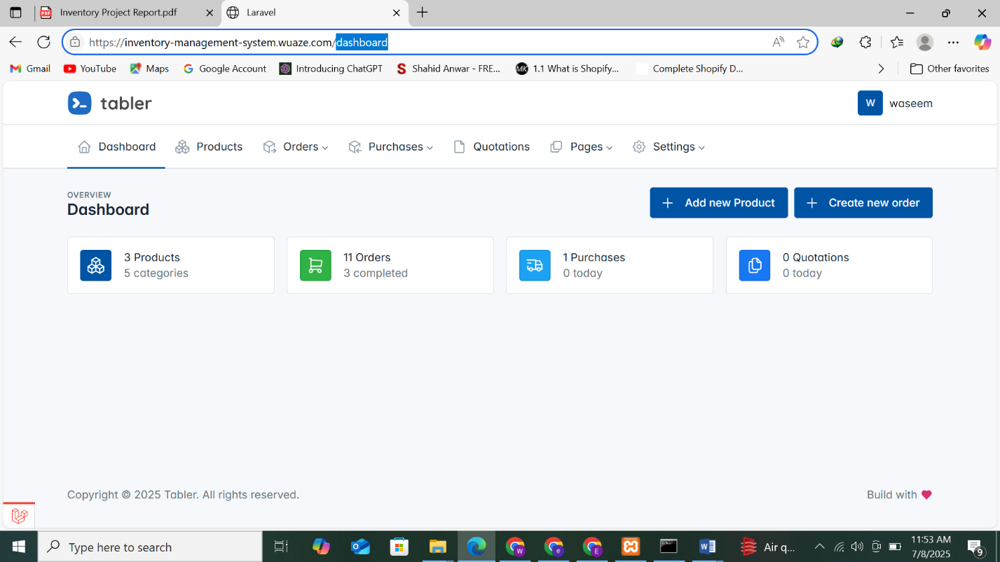 Inventory Project Report.pdf
Laravel
https://inventory-management-system.wuaze.com/dashboard
Gmail
YouTube
Maps
Google Account
Introducing ChatGPT
Shahid Anwar - FRE...
1.1 What is Shopify,...
Complete Shopify D...
Other favorites
tabler
W waseem
Dashboard
Products
Orders
Purchases
Quotations
Pages
Settings
OVERVIEW
Dashboard
+ Add new Product
+ Create new order
3 Products
5 categories
11 Orders
3 completed
1 Purchases
0 today
0 Quotations
0 today
Copyright © 2025 Tabler. All rights reserved.
Build with
Type here to search
Air q...
11:53 AM
7/8/2025
9